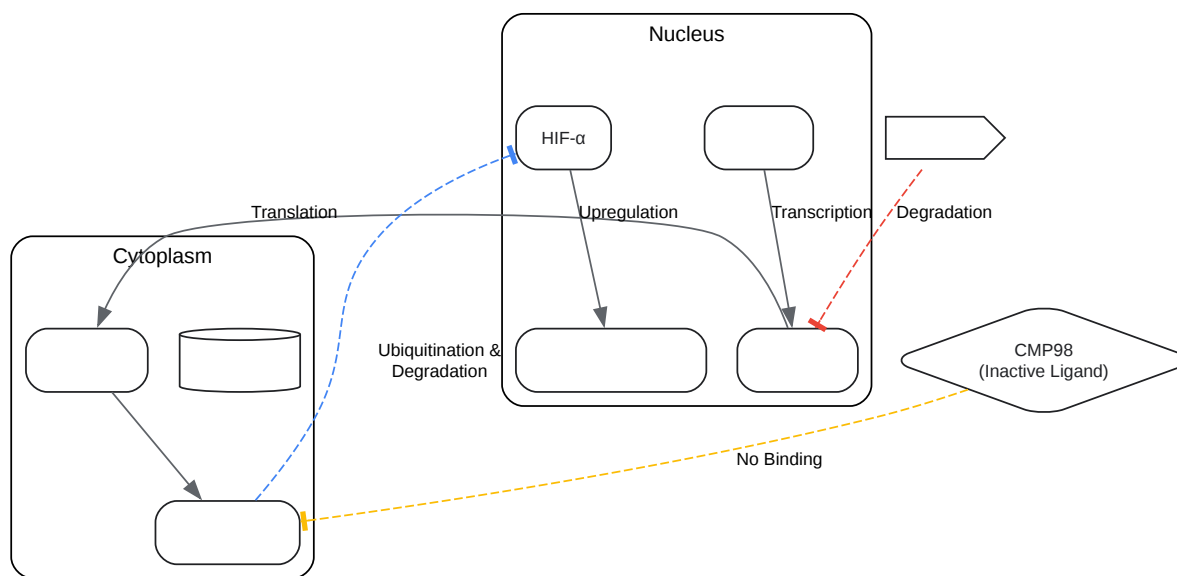 Nucleus
HIF-α
Translation
Upregulation
Transcription
Degradation
Cytoplasm
Ubiquitination &
Degradation
CMP98
(Inactive Ligand)
No Binding